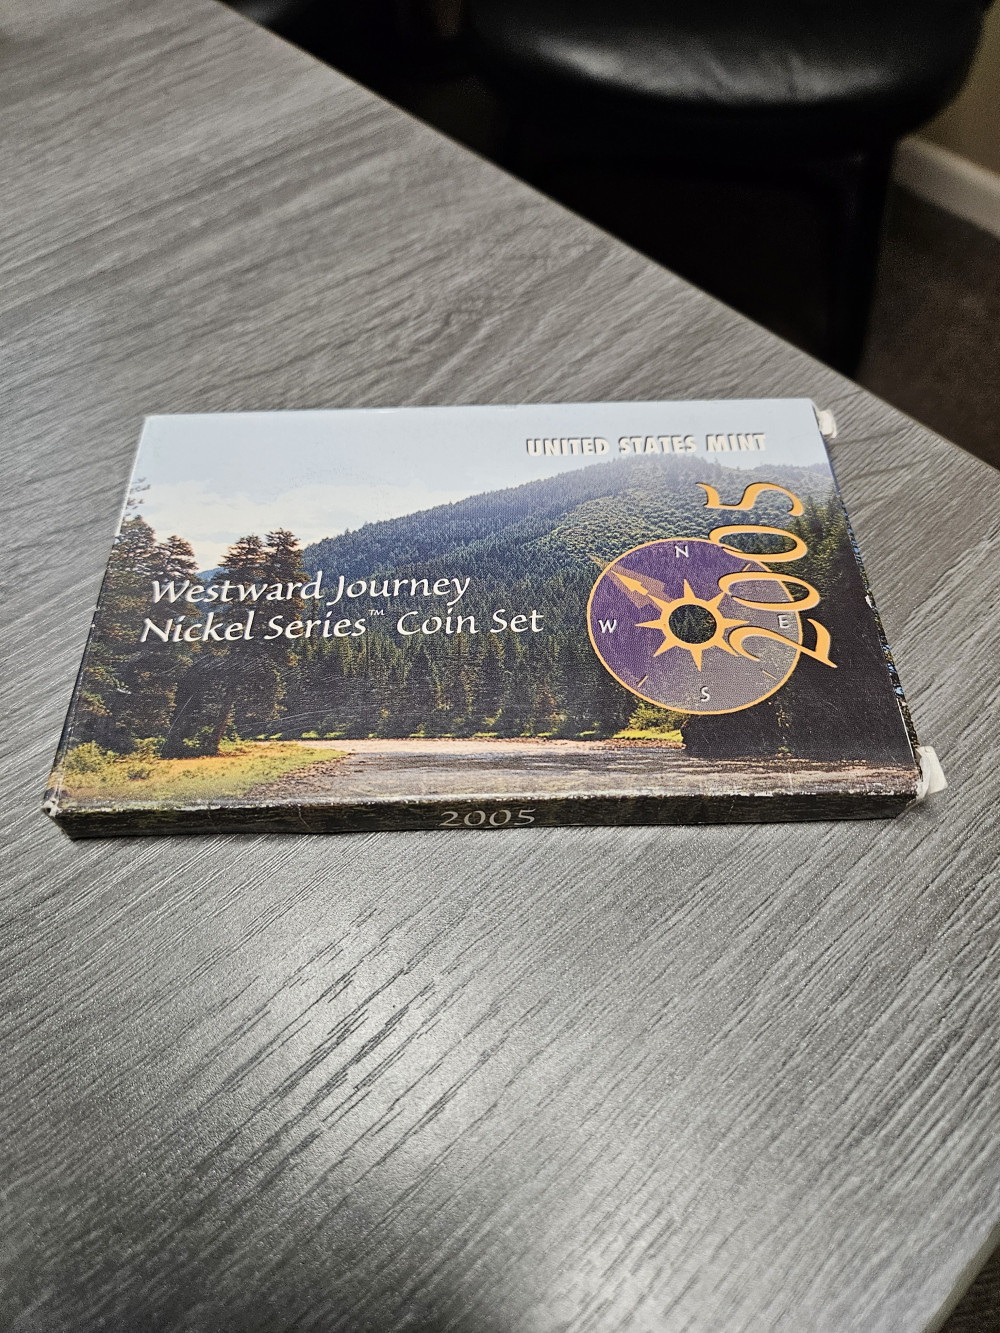 UNITED STATES MINT
2005
Westward Journey
Nickel Series™ Coin Set
N
W
E
S
2005